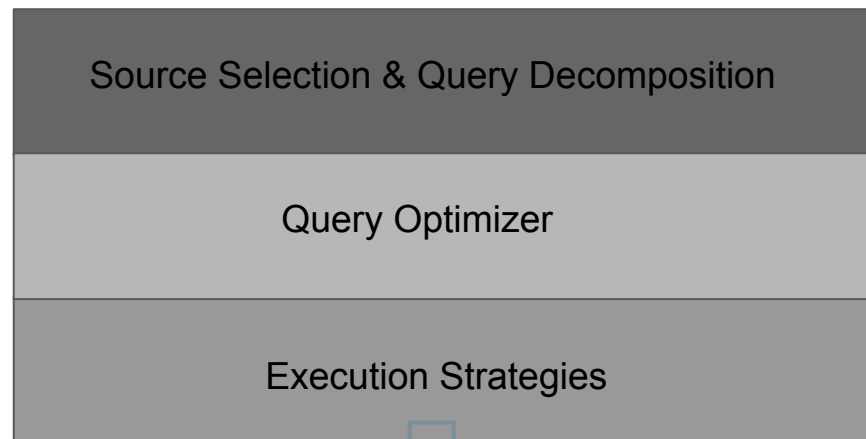 Source Selection & Query Decomposition
Query Optimizer
Execution Strategies